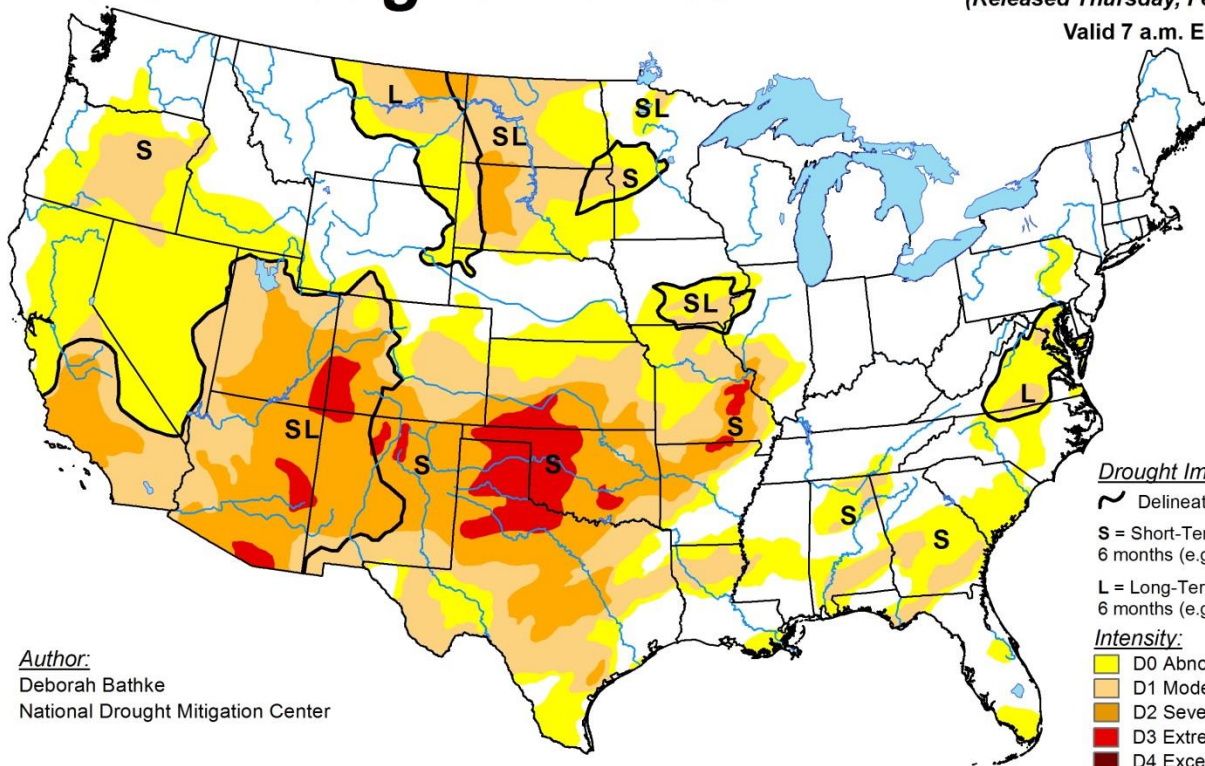 (Released Thursday, Fe
Valid 7 a.m. E
L
SL
SL
S
S
SL
L
S
SL
S
S
S
S
Drought Im
Delineat
S = Short-Ter
6 months (e.g
L = Long-Ter
6 months (e.g
Intensity:
D0 Abno
D1 Mode
D2 Seve
D3 Extre
D4 Exce
Author:
Deborah Bathke
National Drought Mitigation Center